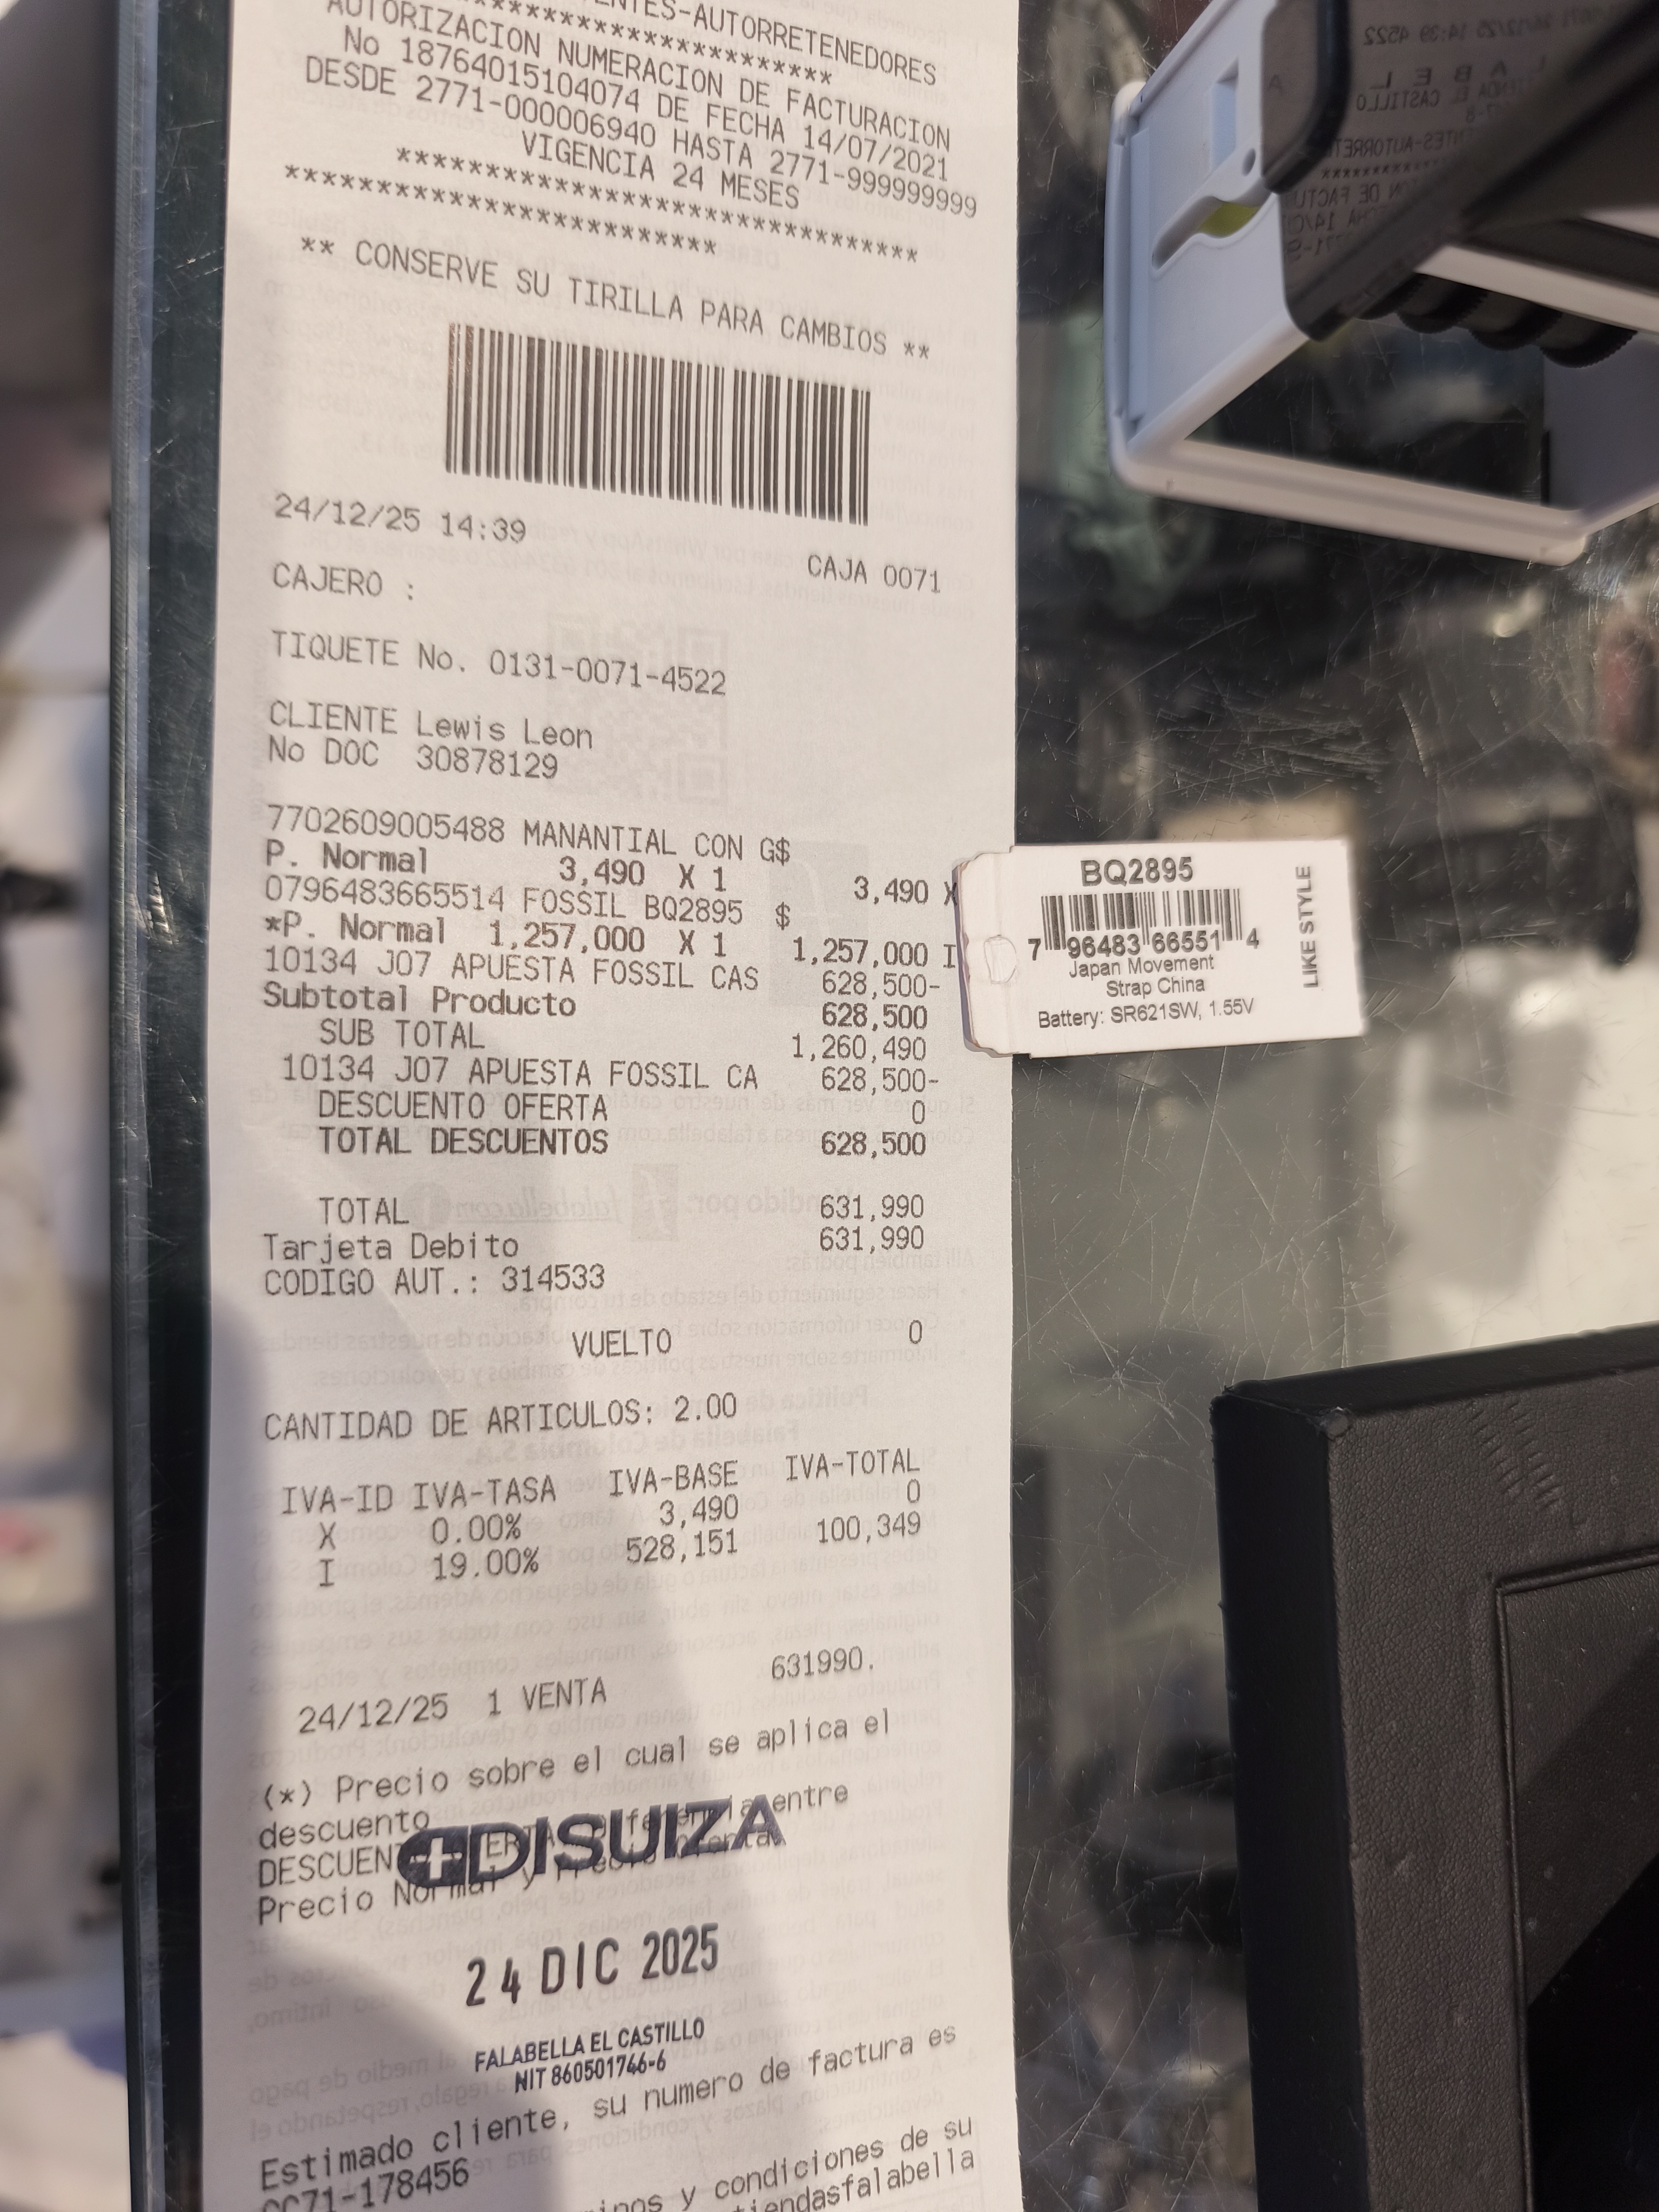 ENTES-AUTORRETENEDORES
*********************************
AUTORIZACION NUMERACION DE FACTURACION
No 18764015104074 DE FECHA 14/07/2021
DESDE 2771-000006940 HASTA 2771-999999999
VIGENCIA 24 MESES
** CONSERVE SU TIRILLA PARA CAMBIOS **
24/12/25 14:39
CAJA 0071
CAJERO :
TIQUETE No. 0131-0071-4522
CLIENTE Lewis Leon
No DOC 30878129
7702609005488 MANANTIAL CON G$
P. Normal 3,490 X 1 3,490 X
0796483665514 FOSSIL BQ2895 $
*P. Normal 1,257,000 X 1 1,257,000 I
10134 J07 APUESTA FOSSIL CAS 628,500-
Subtotal Producto 628,500
SUB TOTAL 1,260,490
10134 J07 APUESTA FOSSIL CA 628,500-
DESCUENTO OFERTA 0
TOTAL DESCUENTOS 628,500
TOTAL 631,990
Tarjeta Debito 631,990
CODIGO AUT.: 314533
VUELTO 0
CANTIDAD DE ARTICULOS: 2.00
IVA-ID IVA-TASA IVA-BASE IVA-TOTAL
X 0.00% 3,490 0
I 19.00% 528,151 100,349
631990.
24/12/25 1 VENTA
(*) Precio sobre el cual se aplica el
descuento
entre
Precio Normal y
DISUIZA
24 DIC 2025
FALABELLA EL CASTILLO
NIT 860501746-6
Estimado cliente, su numero de factura es
CC71-178456
y condiciones de su
BQ2895
7 96483 66551 4
Japan Movement
Strap China
Battery: SR621SW, 1.55V
LIKE STYLE